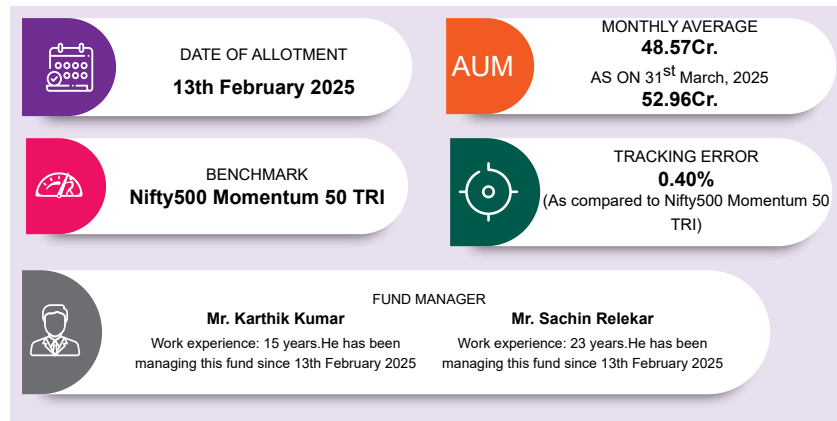 DATE OF ALLOTMENT
13th February 2025
AUM
MONTHLY AVERAGE
48.57Cr.
AS ON 31st March, 2025
52.96Cr.
BENCHMARK
Nifty500 Momentum 50 TRI
TRACKING ERROR
0.40%
(As compared to Nifty500 Momentum 50
TRI)
FUND MANAGER
Mr. Karthik Kumar
Work experience: 15 years.He has been
managing this fund since 13th February 2025
Mr. Sachin Relekar
Work experience: 23 years.He has been
managing this fund since 13th February 2025